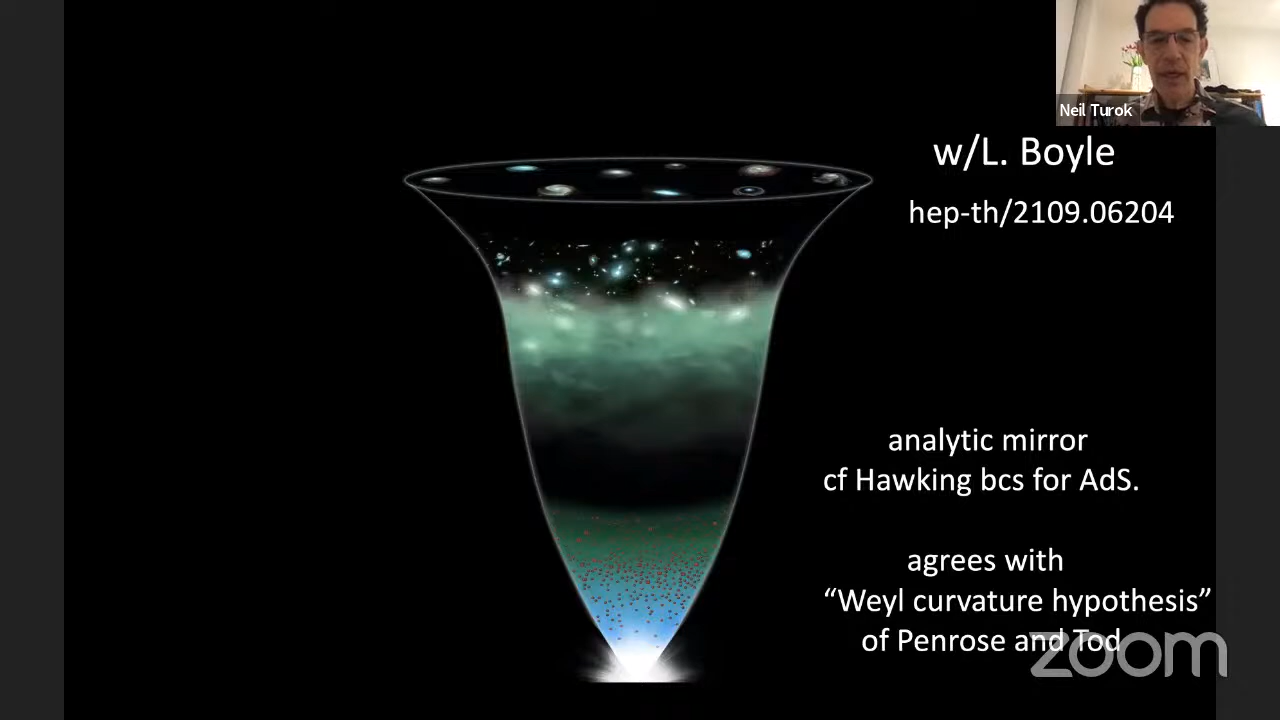 Neil Turok
w/L. Boyle
hep-th/2109.06204
analytic mirror
cf Hawking bcs for AdS.
agrees with
“Weyl curvature hypothesis”
of Penrose and Tod
zoom